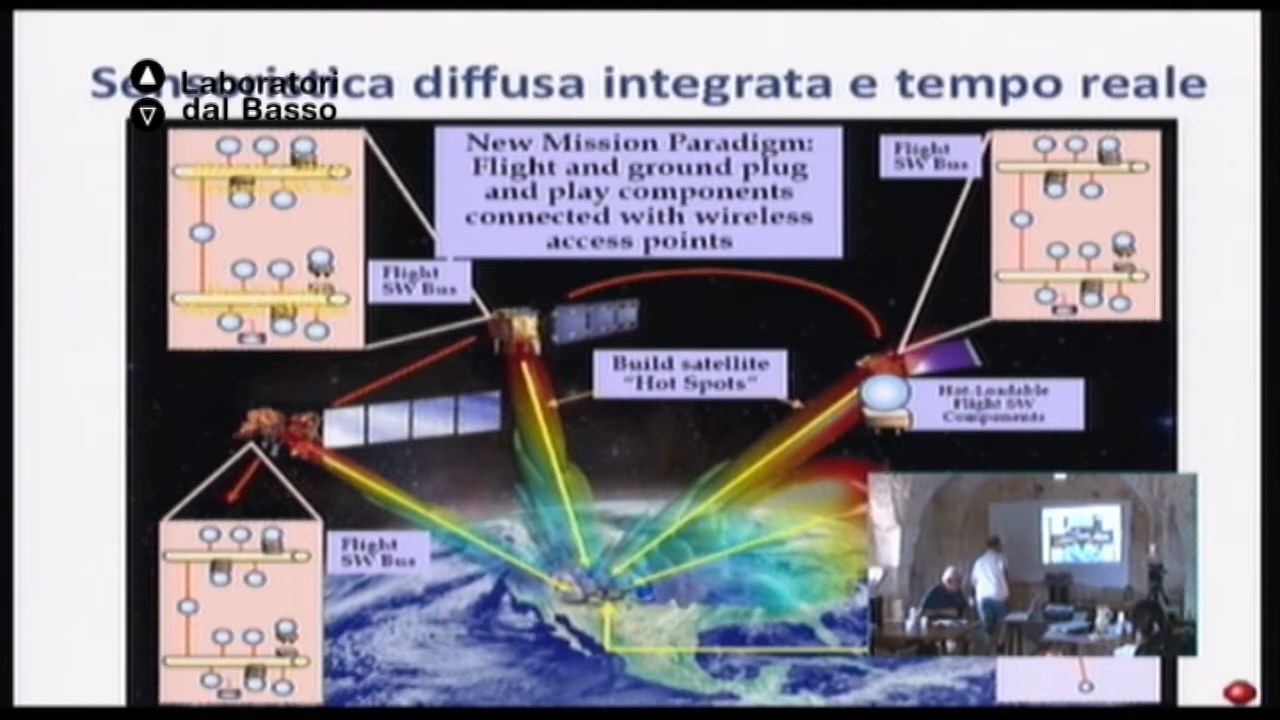 Sensoristica diffusa integrata e tempo reale
Laboratori
dal Basso
New Mission Paradigm:
Flight and ground plug
and play components
connected with wireless
access points
Flight
SW Bus
Flight
SW Bus
Build satellite
“Hot Spots”
Hot-Loadable
Flight SW
Components
Flight
SW Bus